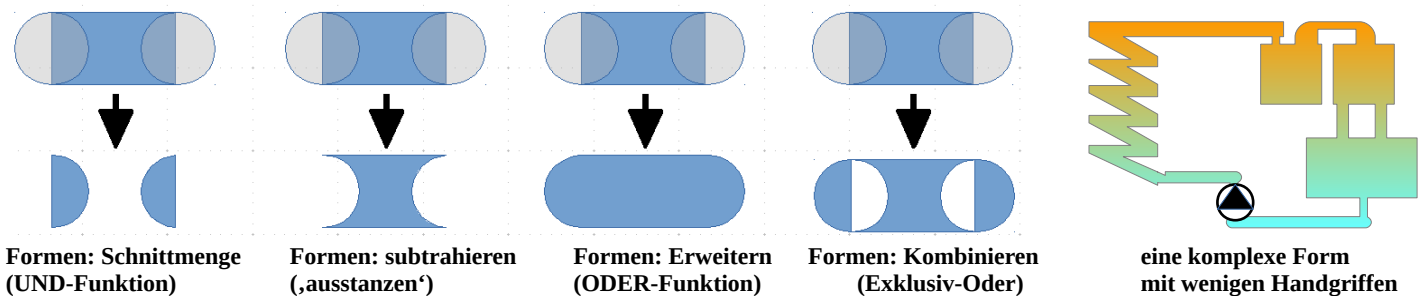 Formen: Schnittmenge
(UND-Funktion)
Formen: subtrahieren
(‚ausstanzen‘)
Formen: Erweitern
(ODER-Funktion)
Formen: Kombinieren
(Exklusiv-Oder)
eine komplexe Form
mit wenigen Handgriffen